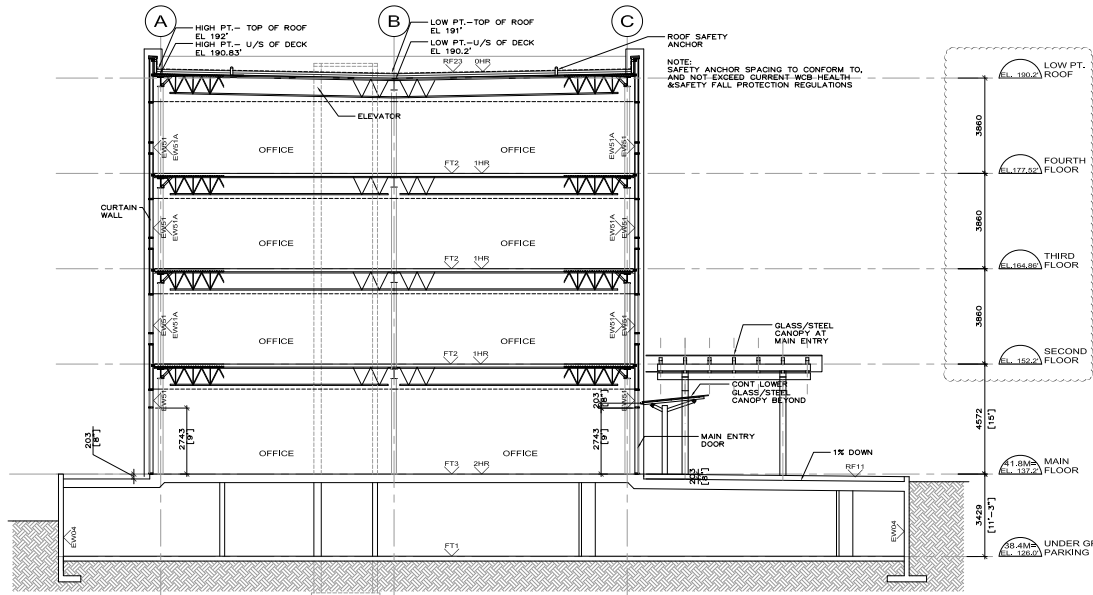 A
B
C
HIGH PT.- TOP OF ROOF
EL 192'
HIGH PT.- U/S OF DECK
EL 190.83'
LOW PT.-TOP OF ROOF
EL 191'
LOW PT.-U/S OF DECK
EL 190.2'
RF23 0HR
ROOF SAFETY
ANCHOR
NOTE:
SAFETY ANCHOR SPACING TO CONFORM TO,
AND NOT EXCEED CURRENT WCB HEALTH
&SAFETY FALL PROTECTION REGULATIONS
LOW PT.
ROOF
EL. 190.2'
ELEVATOR
3860
EW51
EW51A
OFFICE
OFFICE
EW51A
EW51
FT2 1HR
FOURTH
FLOOR
EL.177.52'
CURTAIN
WALL
3860
EW51
EW51A
OFFICE
OFFICE
EW51A
EW51
FT2 1HR
THIRD
FLOOR
EL.164.86'
3860
EW51
EW51A
OFFICE
OFFICE
EW51A
EW51
GLASS/STEEL
CANOPY AT
MAIN ENTRY
FT2 1HR
SECOND
FLOOR
EL. 152.2'
CONT LOWER
GLASS/STEEL
CANOPY BEYOND
EW51
203
[8"]
EW51
4572
[15']
203
[8"]
2743
[9']
2743
[9']
MAIN ENTRY
DOOR
OFFICE
OFFICE
1% DOWN
FT3 2HR
203
[8"]
RF11
41.8M=
EL. 137.2'
MAIN
FLOOR
3429
[11'-3"]
EW04
EW04
FT1
38.4M=
EL. 126.0'
UNDER GR
PARKING